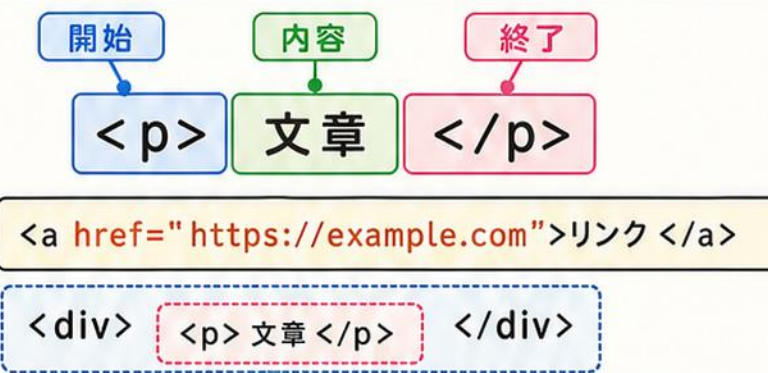 開始 内容 終了
<p> 文章 </p>
<a href="https://example.com”>リンク </a>
<div> <p> 文章 </p> </div>